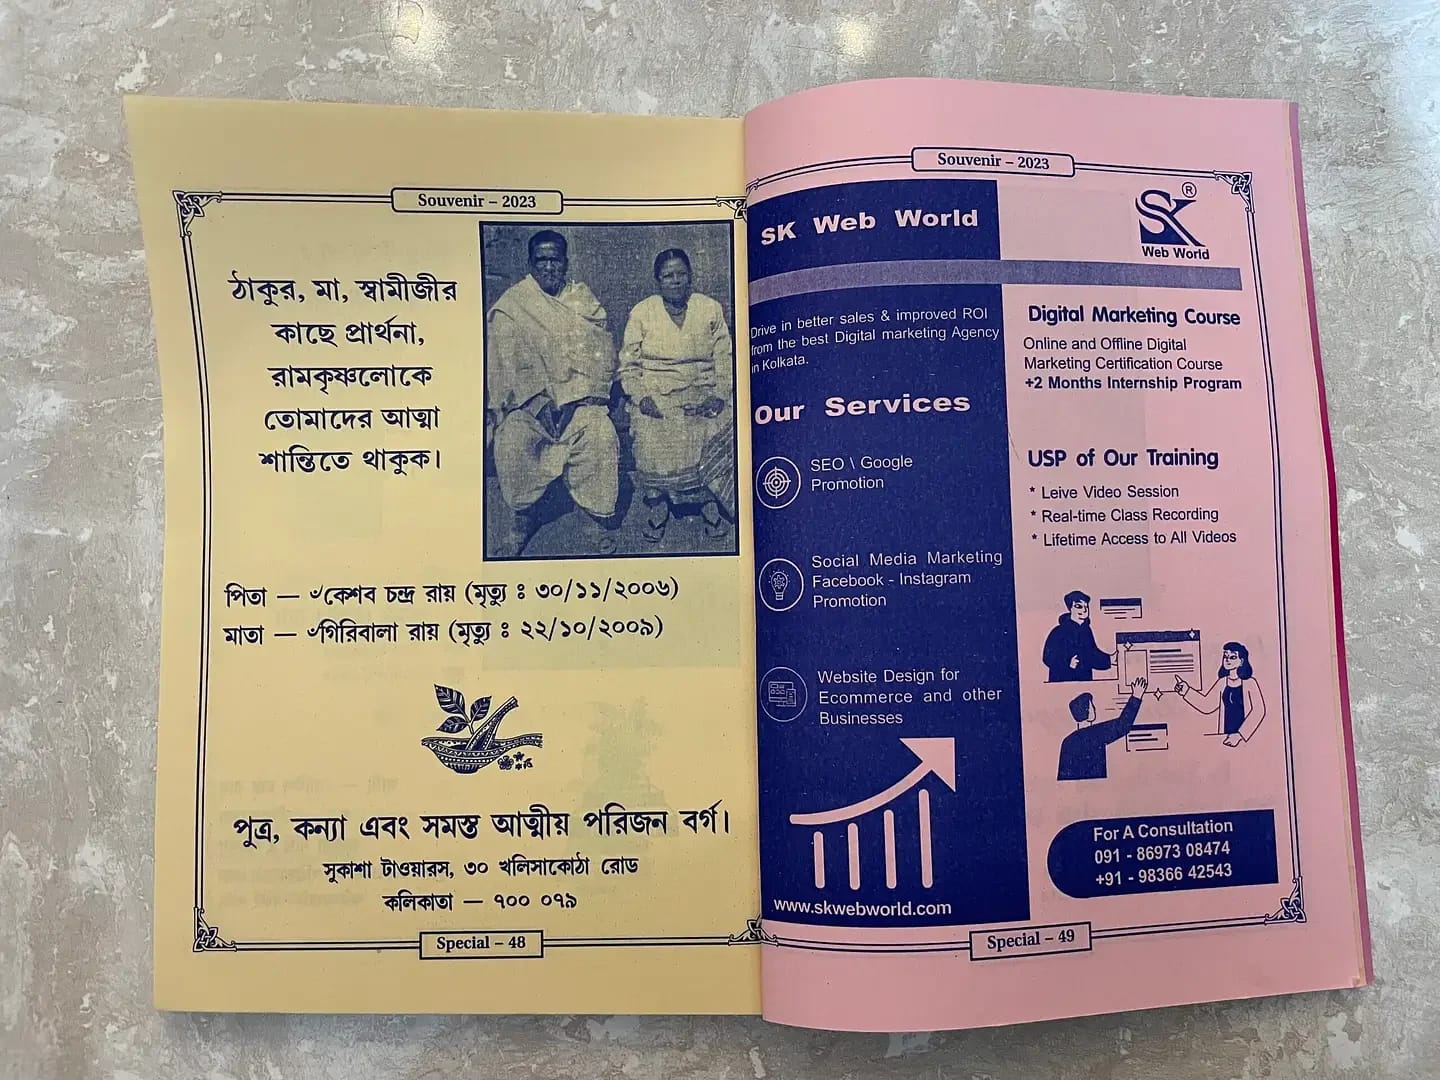 Souvenir – 2023
ঠাকুর, মা, স্বামীজীর
কাছে প্রার্থনা,
রামকৃষ্ণলোকে
তোমাদের আত্মা
শান্তিতে থাকুক।
পিতা — ৺কেশব চন্দ্র রায় (মৃত্যু ঃ ৩০/১১/২০০৬)
মাতা — ৺গিরিবালা রায় (মৃত্যু ঃ ২২/১০/২০০৯)
পুত্র, কন্যা এবং সমস্ত আত্মীয় পরিজন বর্গ।
সুকাশা টাওয়ারস, ৩০ খলিসাকোঠা রোড
কলিকাতা — ৭০০ ০৭৯
Special – 48
Souvenir – 2023
SK Web World
Drive in better sales & improved ROI
from the best Digital marketing Agency
in Kolkata.
Our Services
SEO \ Google
Promotion
Social Media Marketing
Facebook - Instagram
Promotion
Website Design for
Ecommerce and other
Businesses
www.skwebworld.com
SK ®
Web World
Digital Marketing Course
Online and Offline Digital
Marketing Certification Course
+2 Months Internship Program
USP of Our Training
* Leive Video Session
* Real-time Class Recording
* Lifetime Access to All Videos
For A Consultation
091 - 86973 08474
+91 - 98366 42543
Special – 49